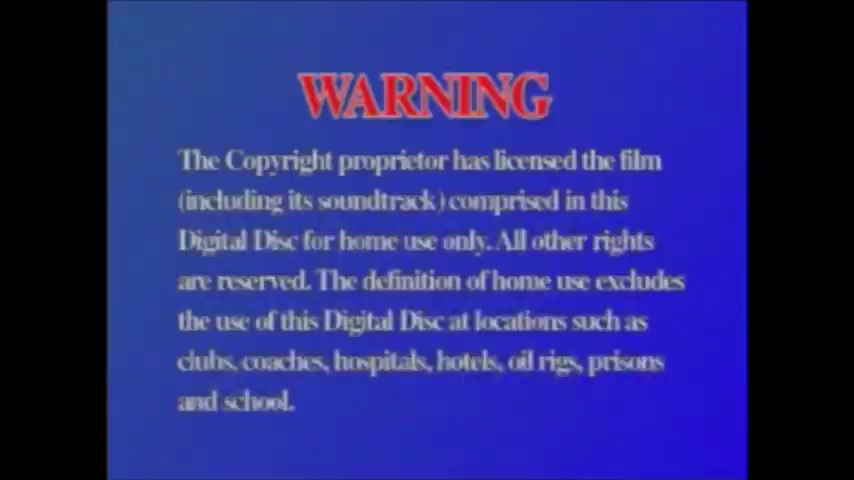 WARNING
The Copyright proprietor has licensed the film
(including its soundtrack) comprised in this
Digital Disc for home use only. All other rights
are reserved. The definition of home use excludes
the use of this Digital Disc at locations such as
clubs, coaches, hospitals, hotels, oil rigs, prisons
and school.